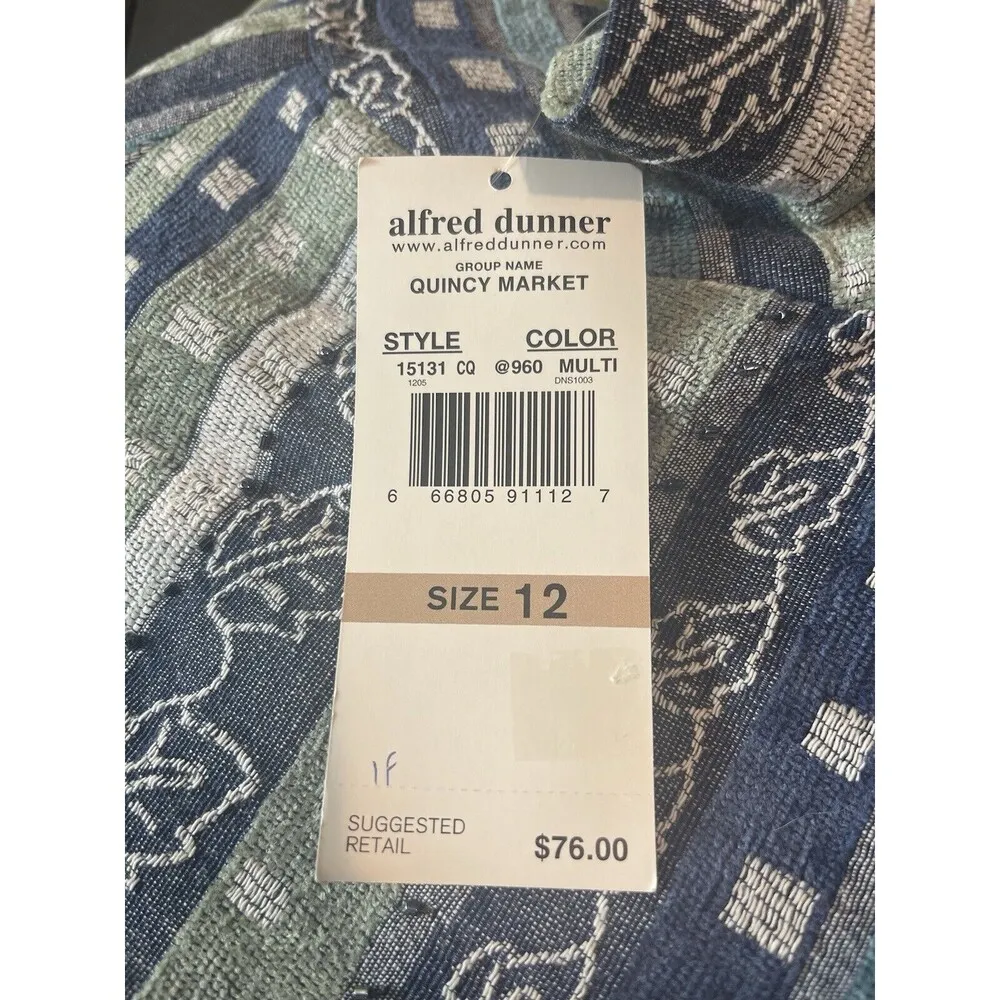 alfred dunner
www.alfreddunner.com
GROUP NAME
QUINCY MARKET
STYLE COLOR
15131 CQ @960 MULTI
1205 DNS1003
6 66805 91112 7
SIZE 12
1F
SUGGESTED
RETAIL $76.00